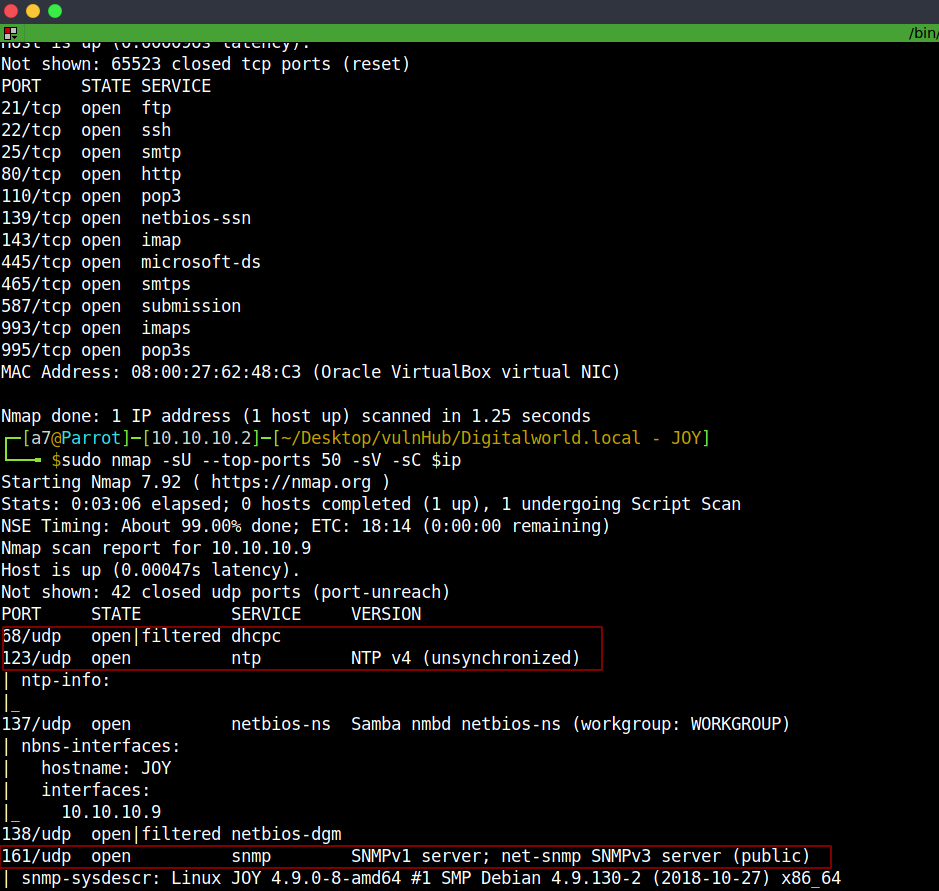 /bin/
Host is up (0.000096s latency).
Not shown: 65523 closed tcp ports (reset)
PORT    STATE SERVICE
21/tcp  open  ftp
22/tcp  open  ssh
25/tcp  open  smtp
80/tcp  open  http
110/tcp open  pop3
139/tcp open  netbios-ssn
143/tcp open  imap
445/tcp open  microsoft-ds
465/tcp open  smtps
587/tcp open  submission
993/tcp open  imaps
995/tcp open  pop3s
MAC Address: 08:00:27:62:48:C3 (Oracle VirtualBox virtual NIC)
Nmap done: 1 IP address (1 host up) scanned in 1.25 seconds
┌─[a7@Parrot]─[10.10.10.2]─[~/Desktop/vulnHub/Digitalworld.local - JOY]
└──╼ $sudo nmap -sU --top-ports 50 -sV -sC $ip
Starting Nmap 7.92 ( https://nmap.org )
Stats: 0:03:06 elapsed; 0 hosts completed (1 up), 1 undergoing Script Scan
NSE Timing: About 99.00% done; ETC: 18:14 (0:00:00 remaining)
Nmap scan report for 10.10.10.9
Host is up (0.00047s latency).
Not shown: 42 closed udp ports (port-unreach)
PORT     STATE         SERVICE     VERSION
68/udp   open|filtered dhcpc
123/udp  open          ntp         NTP v4 (unsynchronized)
| ntp-info:
|_
137/udp  open          netbios-ns  Samba nmbd netbios-ns (workgroup: WORKGROUP)
| nbns-interfaces:
|   hostname: JOY
|   interfaces:
|_    10.10.10.9
138/udp  open|filtered netbios-dgm
161/udp  open          snmp        SNMPv1 server; net-snmp SNMPv3 server (public)
| snmp-sysdescr: Linux JOY 4.9.0-8-amd64 #1 SMP Debian 4.9.130-2 (2018-10-27) x86_64